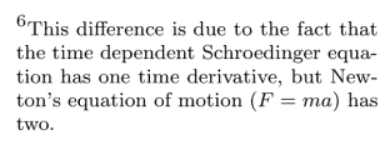 ⁶This difference is due to the fact that
the time dependent Schroedinger equa-
tion has one time derivative, but New-
ton's equation of motion (F = ma) has
two.